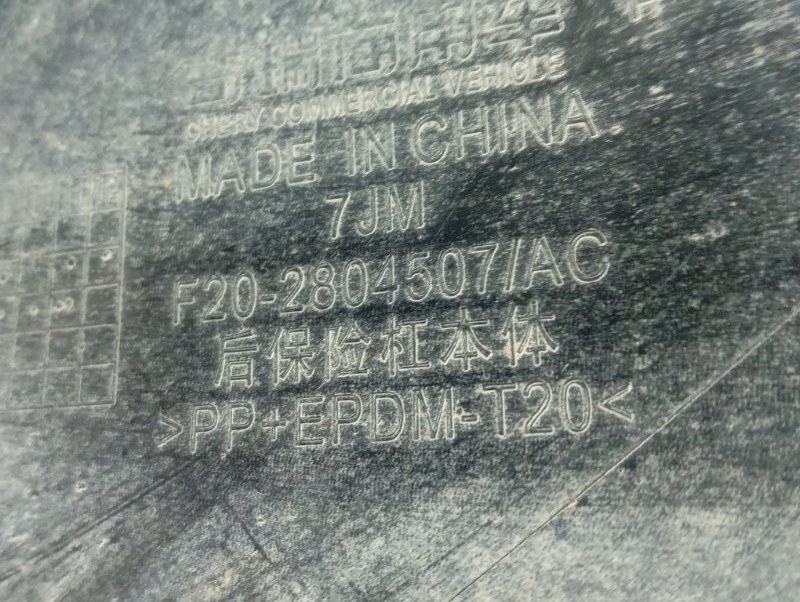 CHERY COMMERCIAL VEHICLE
MADE IN CHINA
7JM
F20-2804507/AC
后保险杠本体
>PP+EPDM-T20<